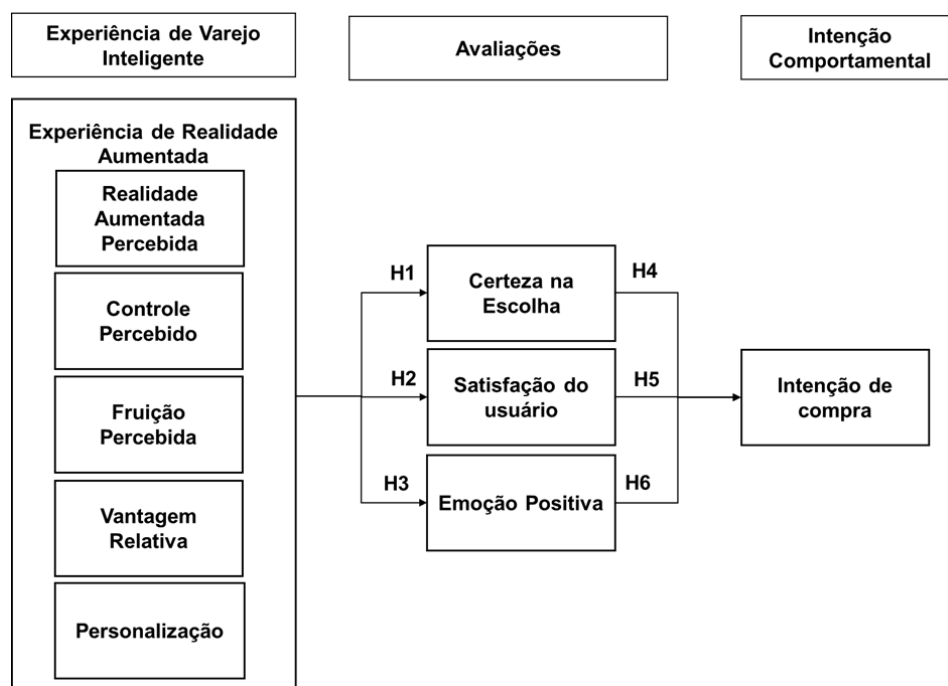 Experiência de Varejo
Inteligente
Avaliações
Intenção
Comportamental
Experiência de Realidade
Aumentada
Realidade
Aumentada
Percebida
Controle
Percebido
Fruição
Percebida
Vantagem
Relativa
Personalização
H1
H2
H3
Certeza na
Escolha
Satisfação do
usuário
Emoção Positiva
H4
H5
H6
Intenção de
compra